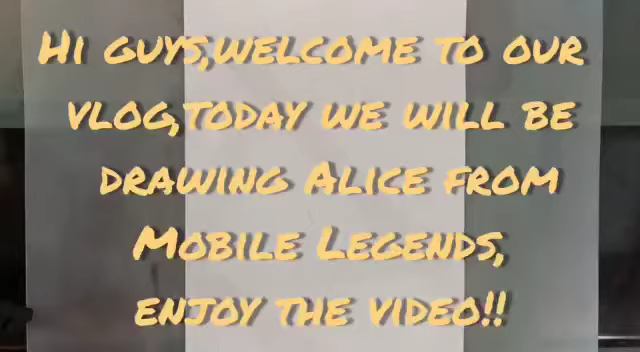 Hi guys,welcome to our
vlog,today we will be
drawing Alice from
Mobile Legends,
enjoy the video!!